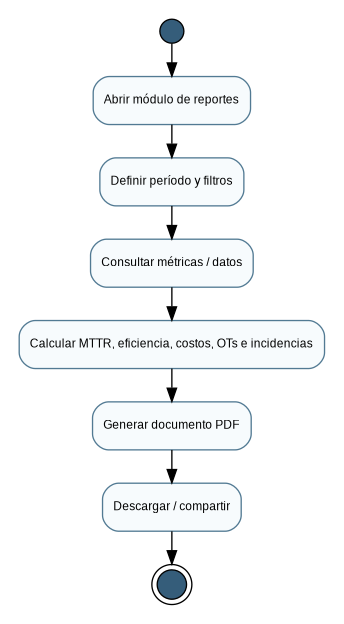 Abrir módulo de reportes
Definir período y filtros
Consultar métricas / datos
Calcular MTTR, eficiencia, costos, OTs e incidencias
Generar documento PDF
Descargar / compartir